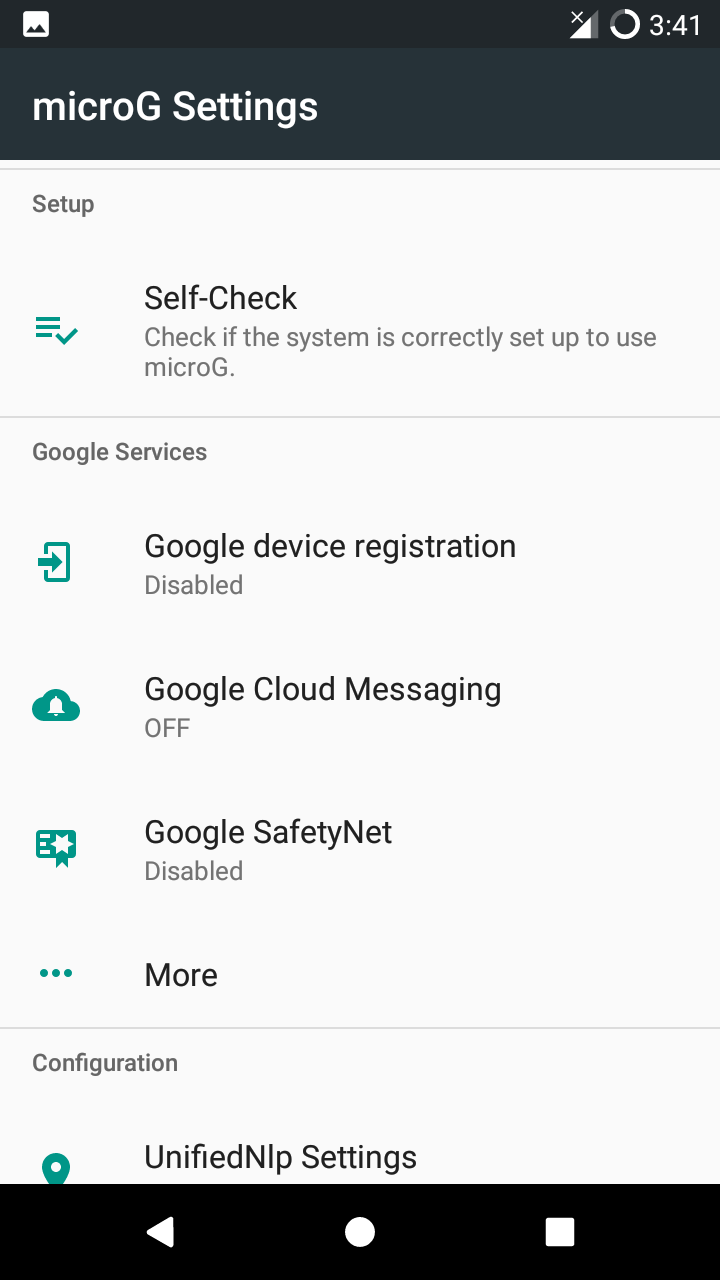 3:41
microG Settings
Setup
Self-Check
Check if the system is correctly set up to use
microG.
Google Services
Google device registration
Disabled
Google Cloud Messaging
OFF
Google SafetyNet
Disabled
More
Configuration
UnifiedNlp Settings